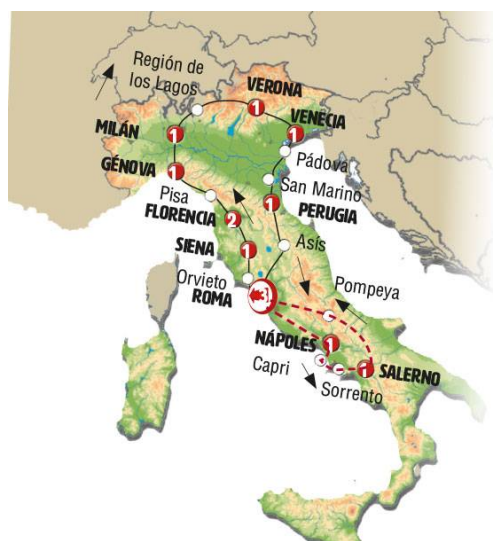 Región de
los Lagos
VERONA
1
VENECIA
1
MILÁN
1
Pádova
GÉNOVA
1
San Marino
Pisa
1
PERUGIA
FLORENCIA
2
SIENA
1
Asís
Orvieto
ROMA
3
Pompeya
NÁPOLES
1
Capri
1
SALERNO
Sorrento